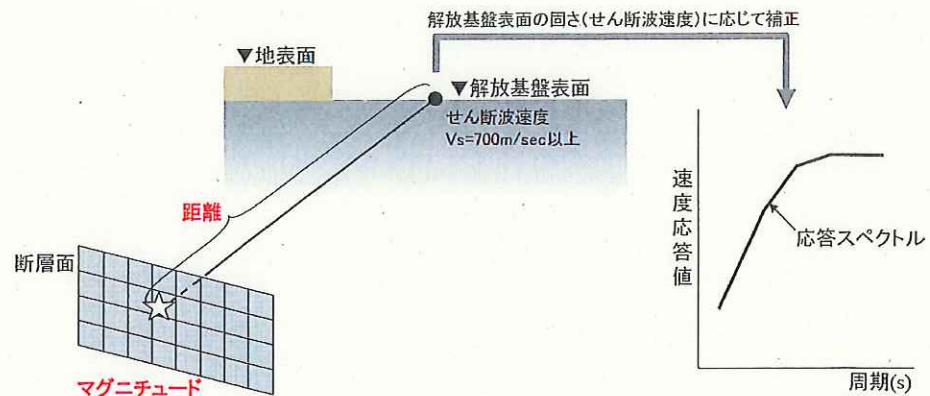 解放基盤表面の固さ(せん断波速度)に応じて補正
▼地表面
▼解放基盤表面
せん断波速度
Vs=700m/sec以上
距離
断層面
マグニチュード
速度応答値
応答スペクトル
周期(s)